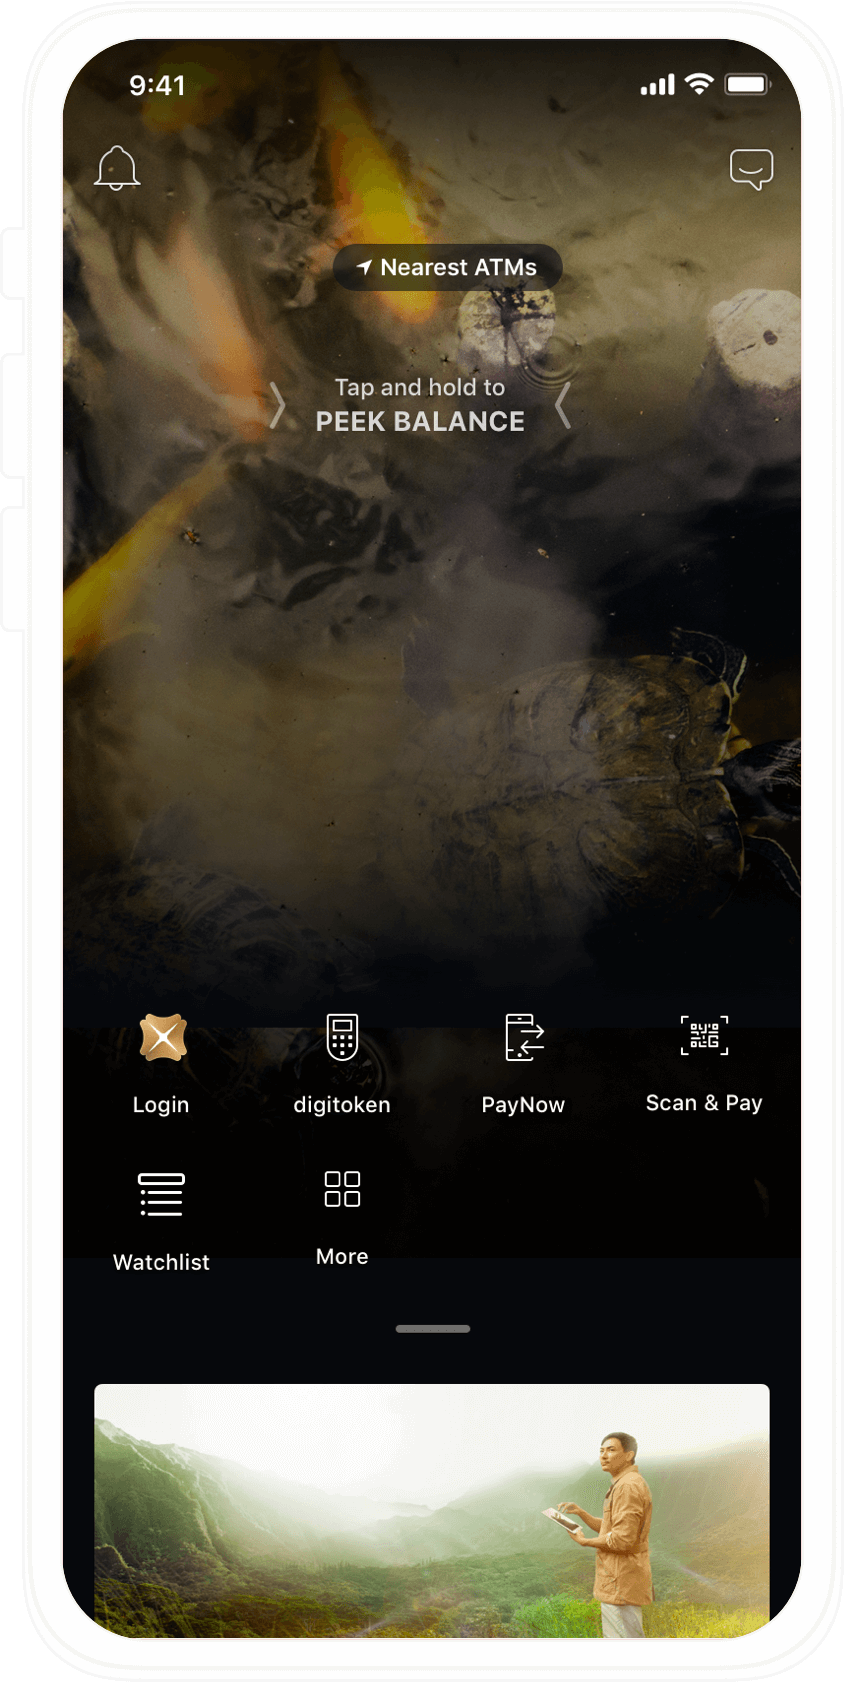 9:41
Nearest ATMs
Tap and hold to
PEEK BALANCE
Login
digitoken
PayNow
Scan & Pay
Watchlist
More